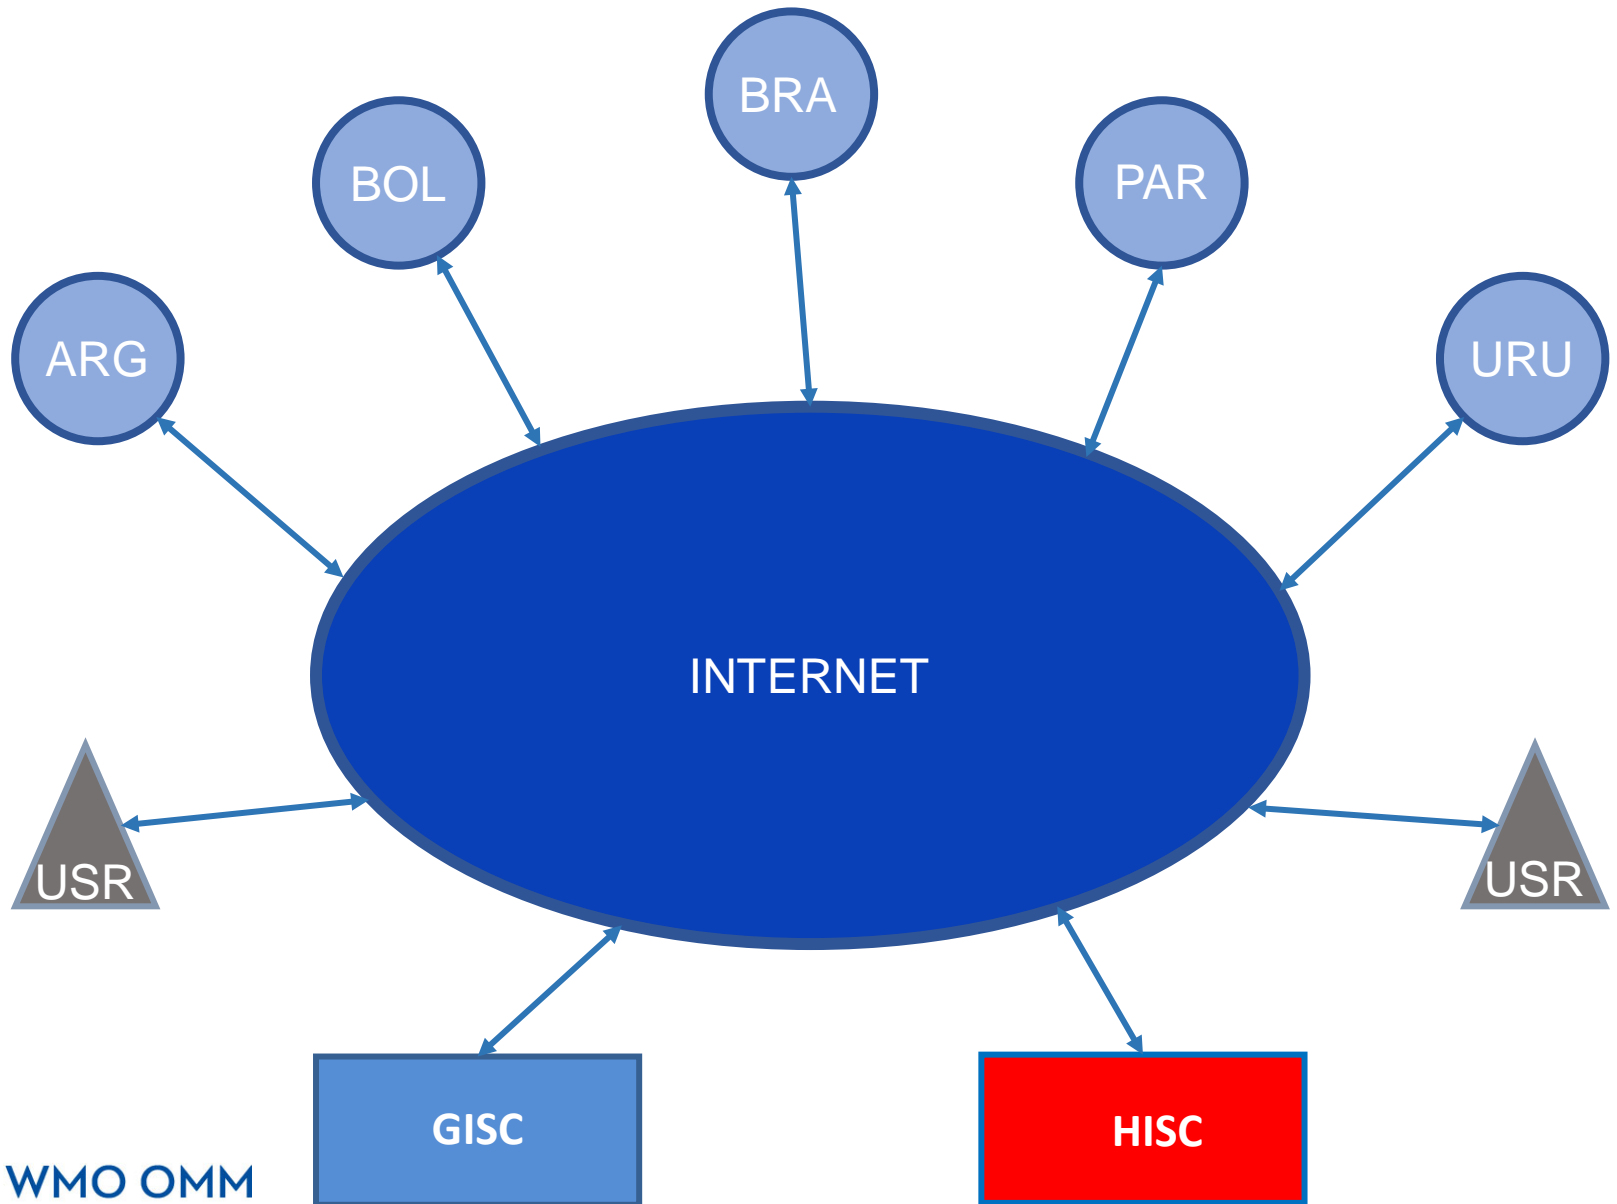 BRA
BOL
PAR
ARG
URU
INTERNET
USR
USR
GISC
HISC
WMO OMM